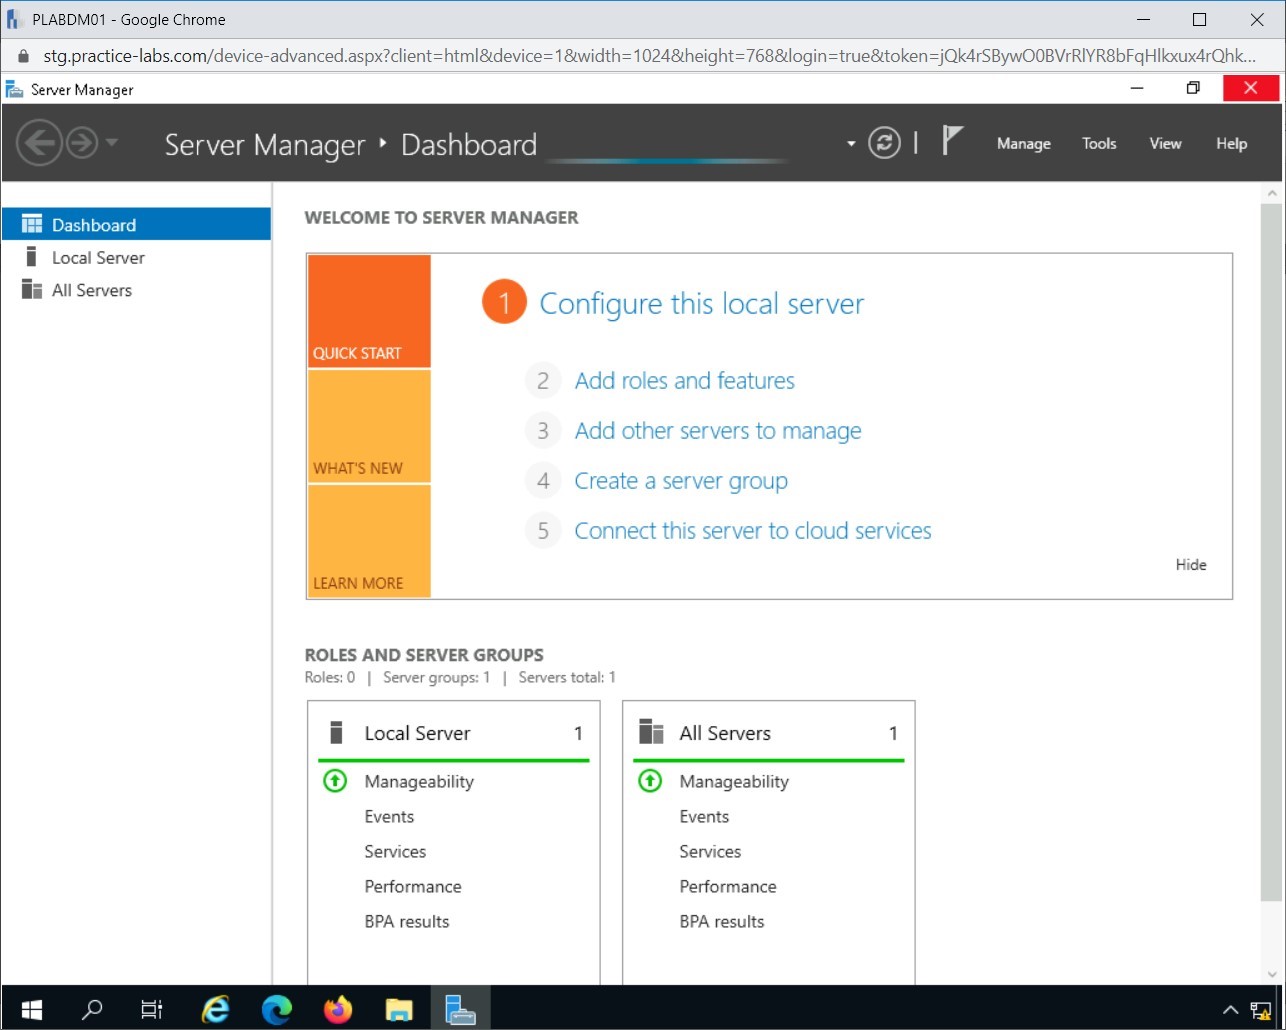 PLABDM01 - Google Chrome
stg.practice-labs.com/device-advanced.aspx?client=html&device=1&width=1024&height=768&login=true&token=jQk4rSBywO0BVrRlYR8bFqHlkxux4rQhk...
Server Manager
Server Manager ‣ Dashboard
Manage Tools View Help
Dashboard
Local Server
All Servers
WELCOME TO SERVER MANAGER
QUICK START
WHAT'S NEW
LEARN MORE
1 Configure this local server
2 Add roles and features
3 Add other servers to manage
4 Create a server group
5 Connect this server to cloud services
Hide
ROLES AND SERVER GROUPS
Roles: 0 | Server groups: 1 | Servers total: 1
Local Server 1
Manageability
Events
Services
Performance
BPA results
All Servers 1
Manageability
Events
Services
Performance
BPA results